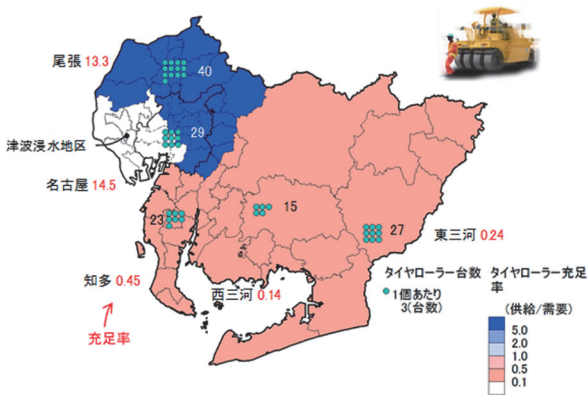 尾張 13.3
40
津波浸水地区
29
名古屋 14.5
23
15
27
東三河 0.24
知多 0.45
西三河 0.14
充足率
タイヤローラー台数
1個あたり
3(台数)
タイヤローラー充足
率
(供給/需要)
5.0
2.0
1.0
0.5
0.1